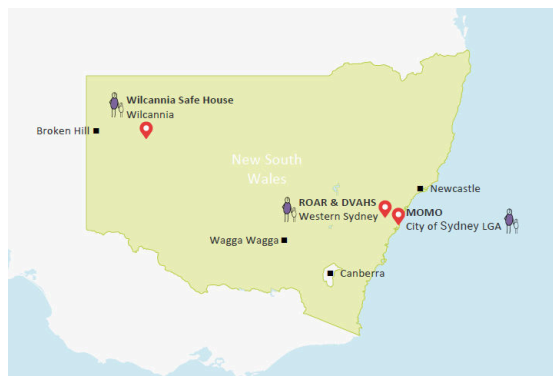 Wilcannia Safe House
Wilcannia
Broken Hill
New South
Wales
Newcastle
ROAR & DVAHS
Western Sydney
MOMO
City of Sydney LGA
Wagga Wagga
Canberra